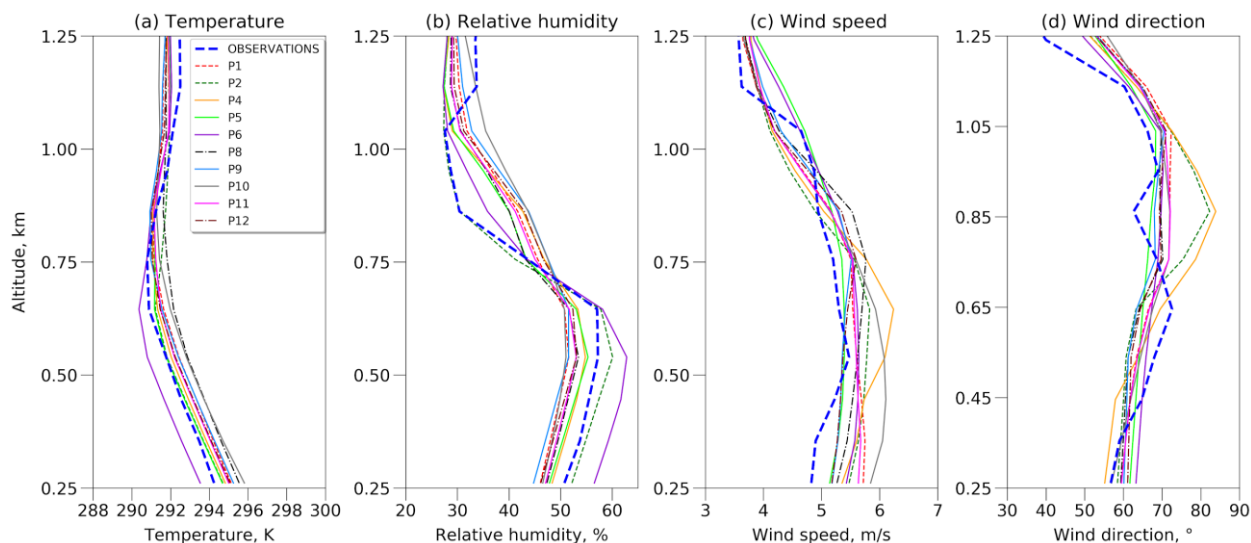 (a) Temperature
(b) Relative humidity
(c) Wind speed
(d) Wind direction
Altitude, km
1.25
1.00
0.75
0.50
0.25
288 290 292 294 296 298 300
Temperature, K
OBSERVATIONS
P1
P2
P4
P5
P6
P8
P9
P10
P11
P12
1.25
1.00
0.75
0.50
0.25
20 30 40 50 60
Relative humidity, %
1.25
1.00
0.75
0.50
0.25
3 4 5 6 7
Wind speed, m/s
1.25
1.05
0.85
0.65
0.45
0.25
30 40 50 60 70 80 90
Wind direction, °